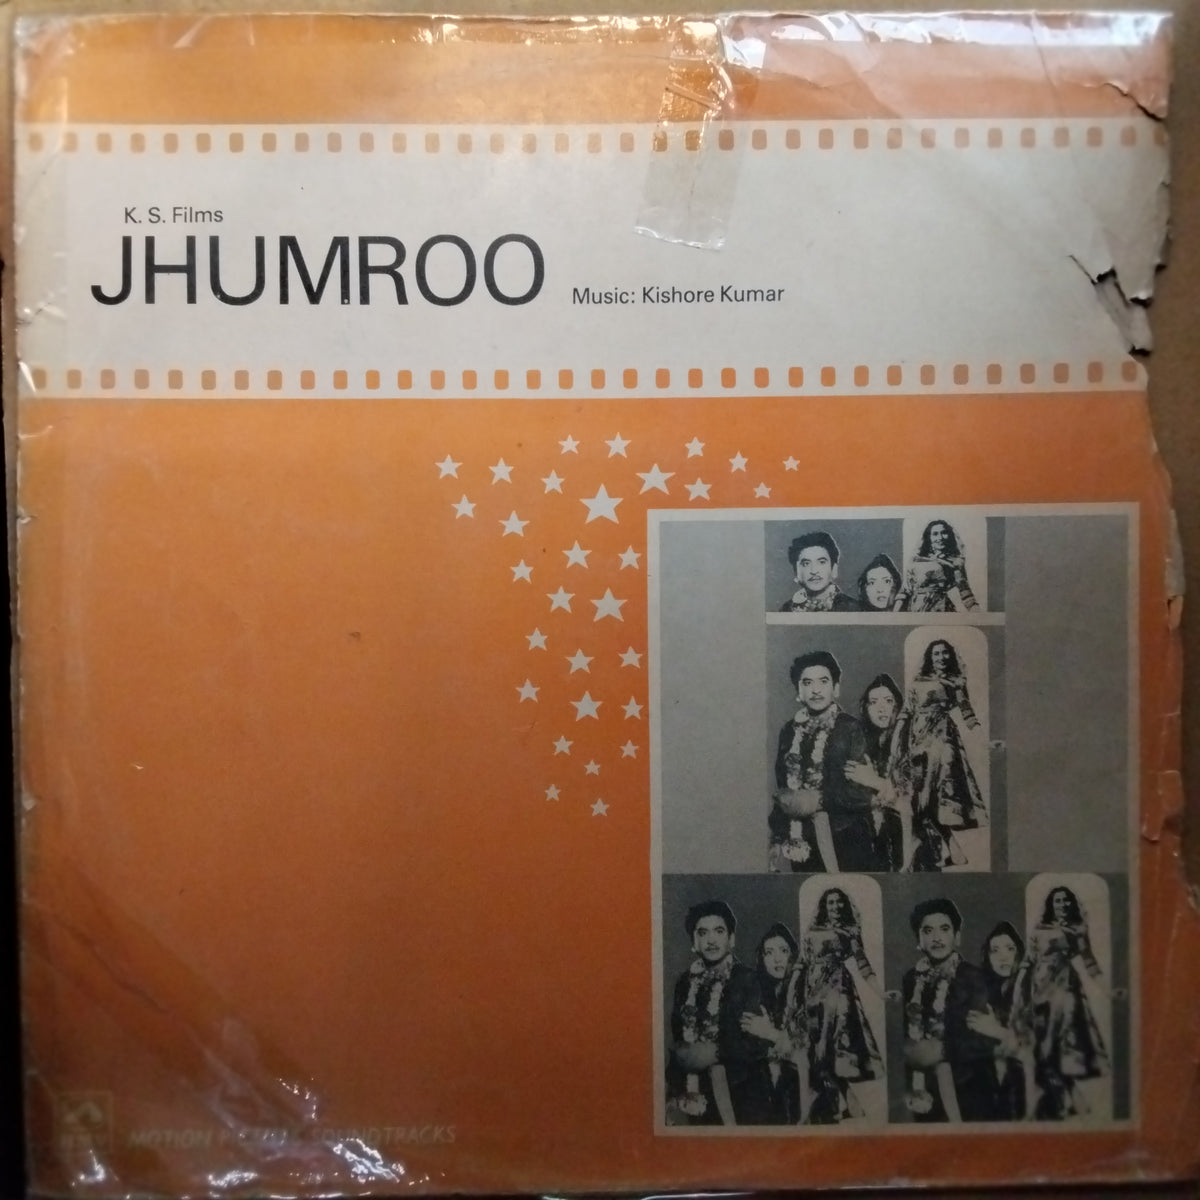 K. S. Films
JHUMROO
Music: Kishore Kumar
MOTION PICTURE SOUNDTRACKS